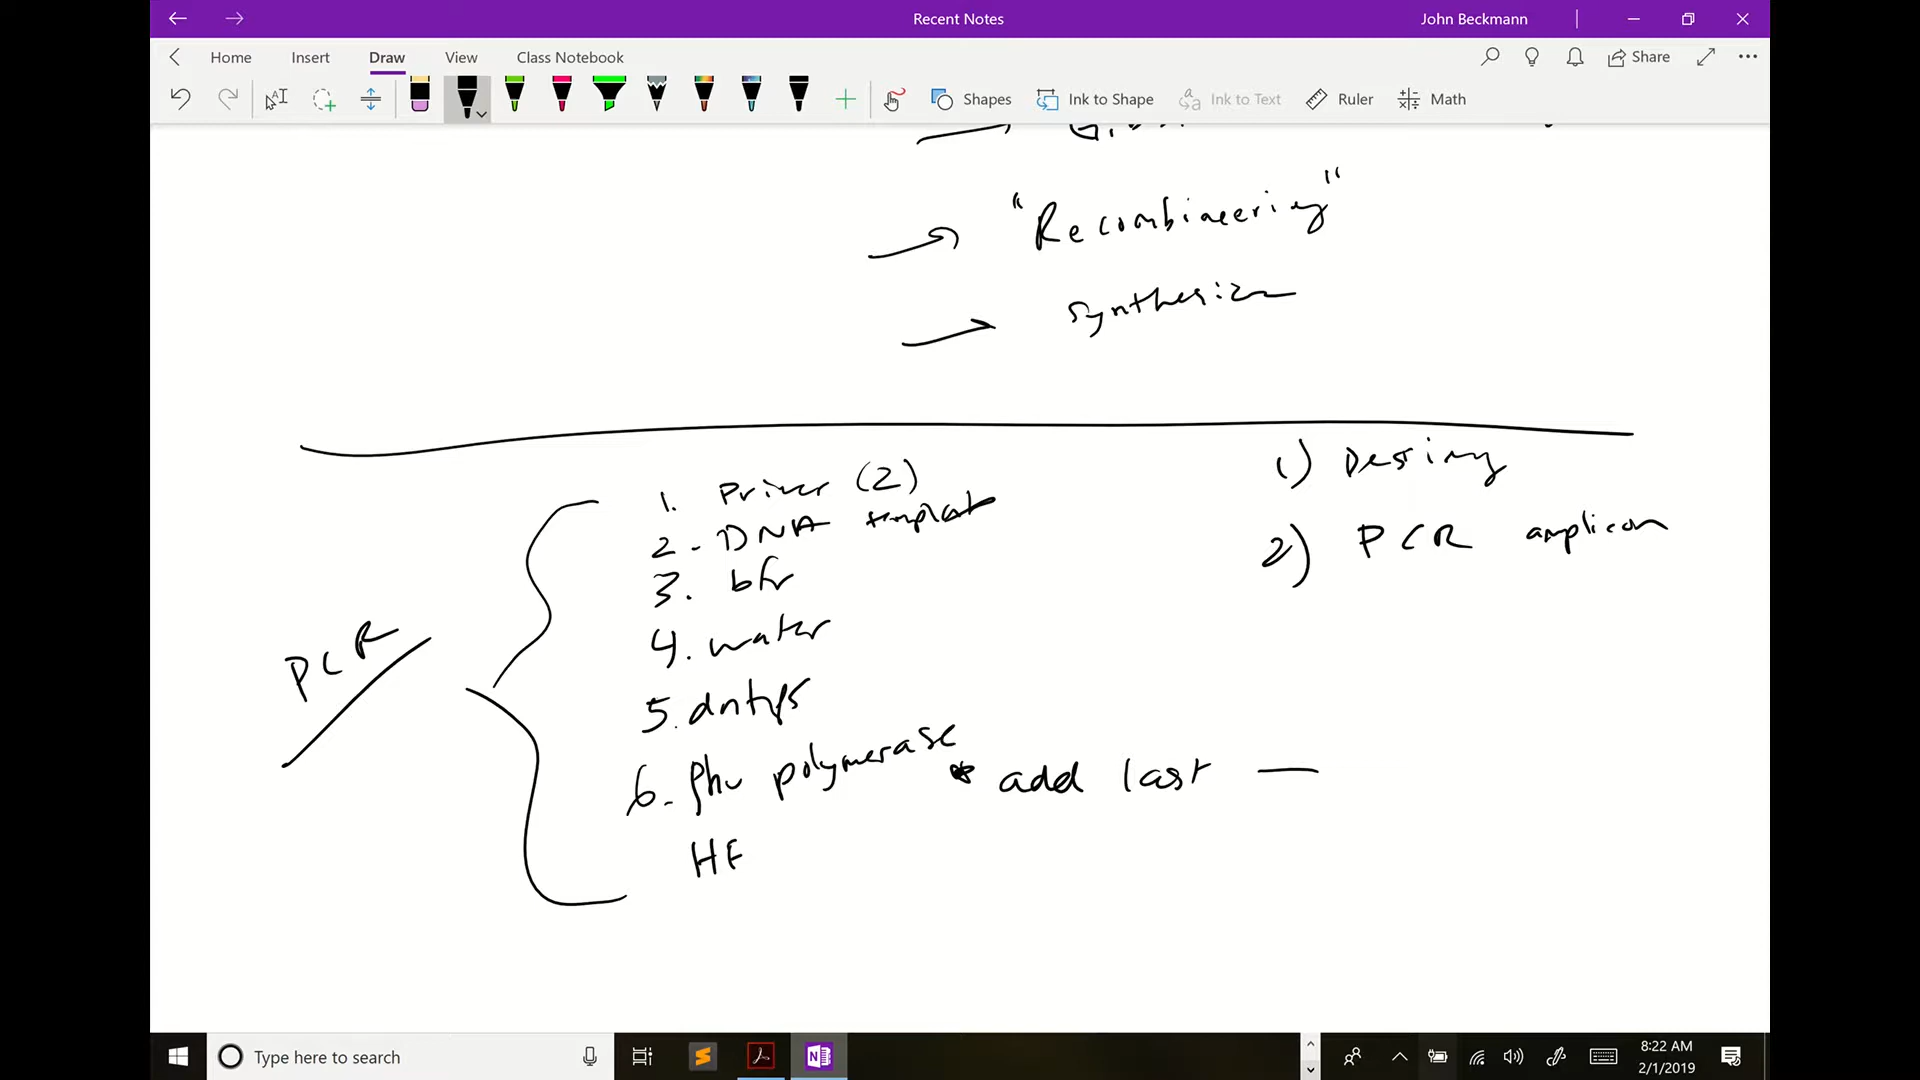 Recent Notes
John Beckmann
Home Insert Draw View Class Notebook
Share
Shapes Ink to Shape Ink to Text Ruler Math
"Recombineering"
Synthesize
1. Primer (2)
2. DNA template
3. bfr
4. water
5. dntps
6. phu polymerase * add last —
HF
PCR
1) Destiny
2) PCR amplicon
Type here to search
8:22 AM
2/1/2019